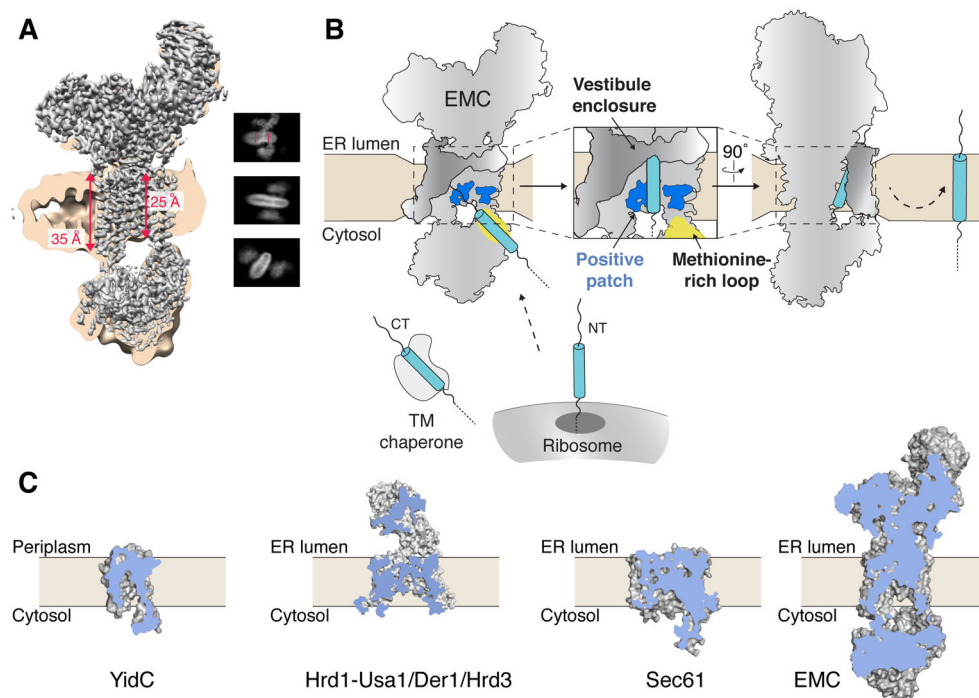 A
35 Å
25 Å
B
EMC
Vestibule
enclosure
ER lumen
Cytosol
90°
Positive
patch
Methionine-
rich loop
CT
TM
chaperone
NT
Ribosome
C
Periplasm
Cytosol
YidC
ER lumen
Cytosol
Hrd1-Usa1/Der1/Hrd3
ER lumen
Cytosol
Sec61
ER lumen
Cytosol
EMC